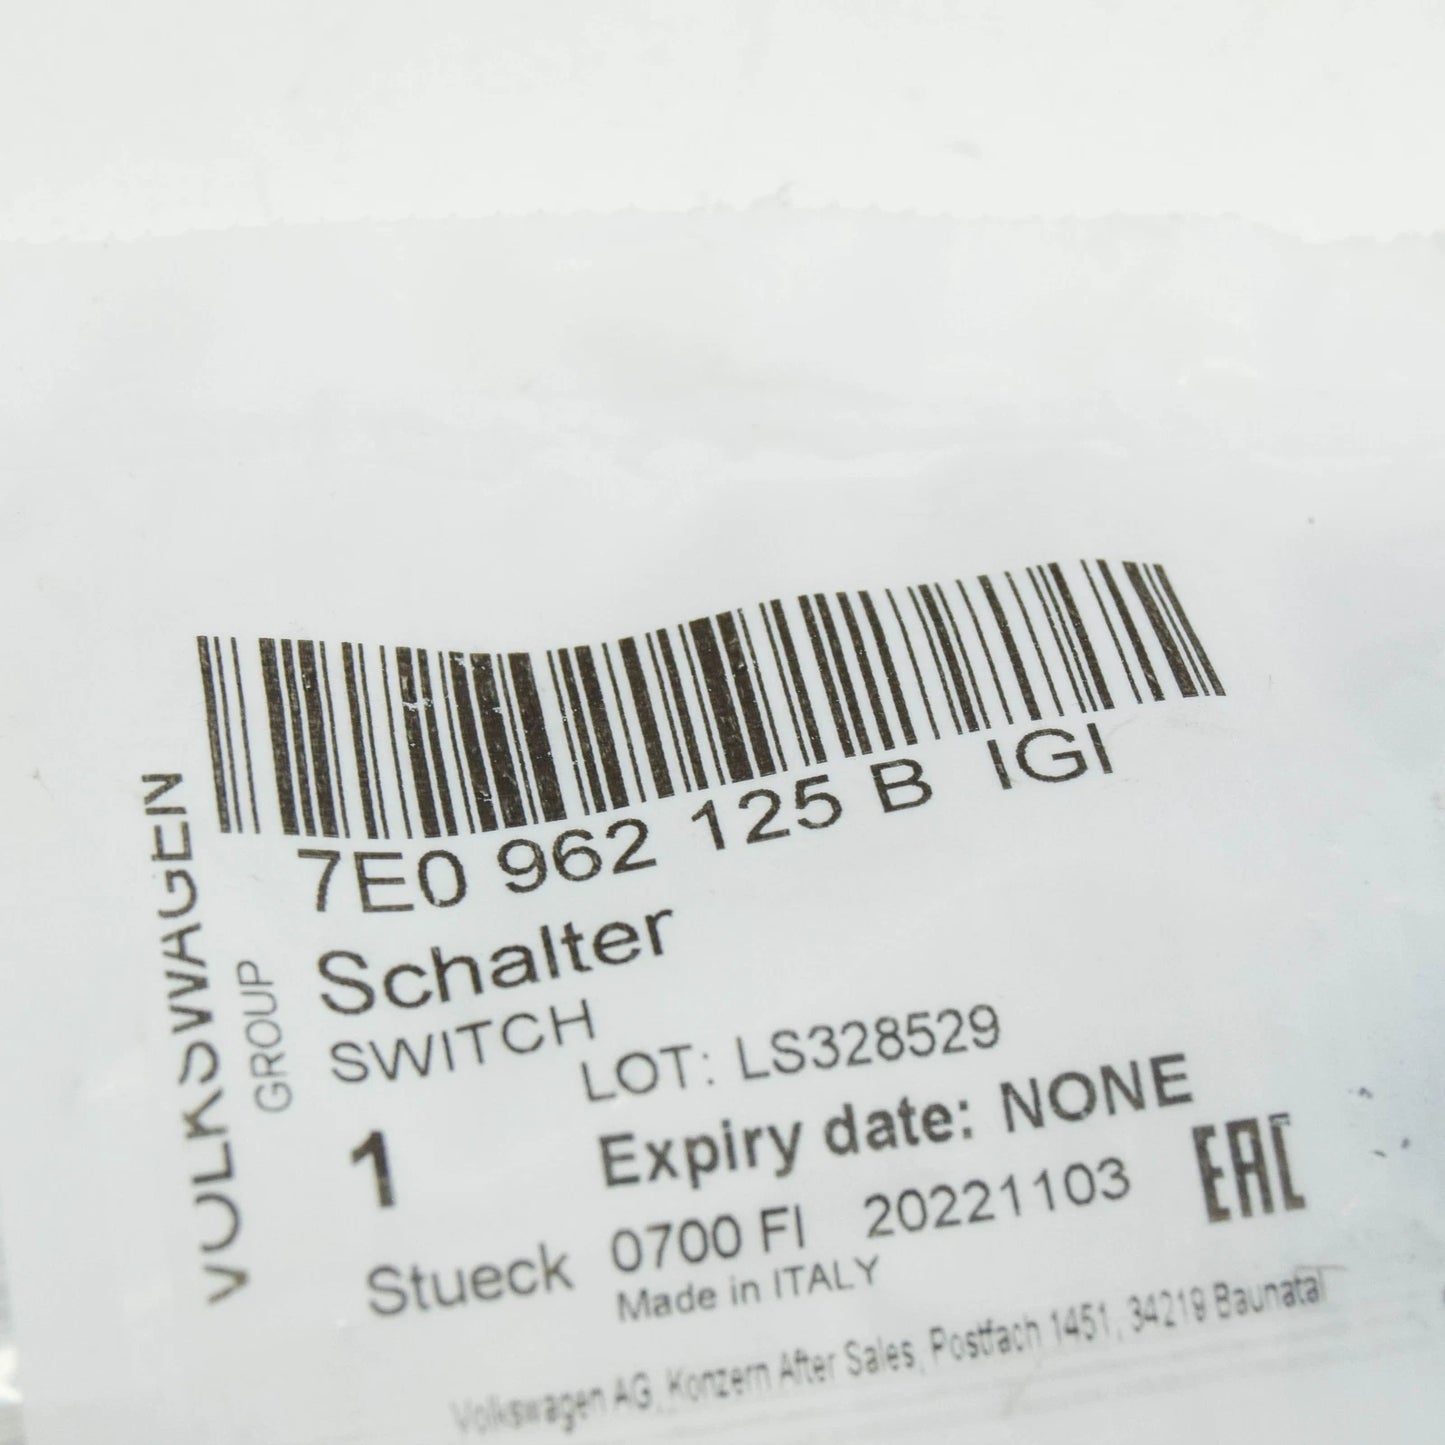 VOLKSWAGEN
GROUP
7E0 962 125 B IGI
Schalter
SWITCH
LOT: LS328529
1
Expiry date: NONE
Stueck
0700 FI 20221103
EAC
Made in ITALY
Volkswagen AG, Konzern After Sales, Postfach 1451, 34219 Baunatal